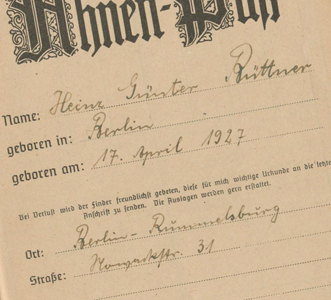 Ahnen-Paß
Name: Heinz Günter Büttner
geboren in: Berlin
geboren am: 17. April 1927
Bei Verlust wird der Finder freundlichst gebeten, diese für mich wichtige Urkunde an die letzte
Anschrift zu senden. Die Auslagen werden gern erstattet.
Ort: Berlin-Rummelsburg
Straße: 31